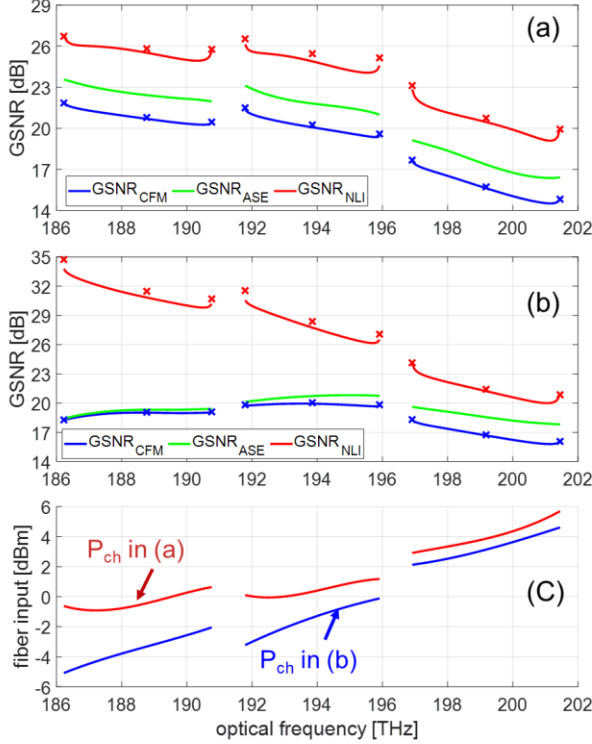 29
26
23
20
17
14
GSNR [dB]
(a)
GSNR_CFM GSNR_ASE GSNR_NLI
186 188 190 192 194 196 198 200 202
35
32
29
26
23
20
17
14
GSNR [dB]
(b)
GSNR_CFM GSNR_ASE GSNR_NLI
186 188 190 192 194 196 198 200 202
6
4
2
0
-2
-4
-6
fiber input [dBm]
P_ch in (a)
(C)
P_ch in (b)
186 188 190 192 194 196 198 200 202
optical frequency [THz]